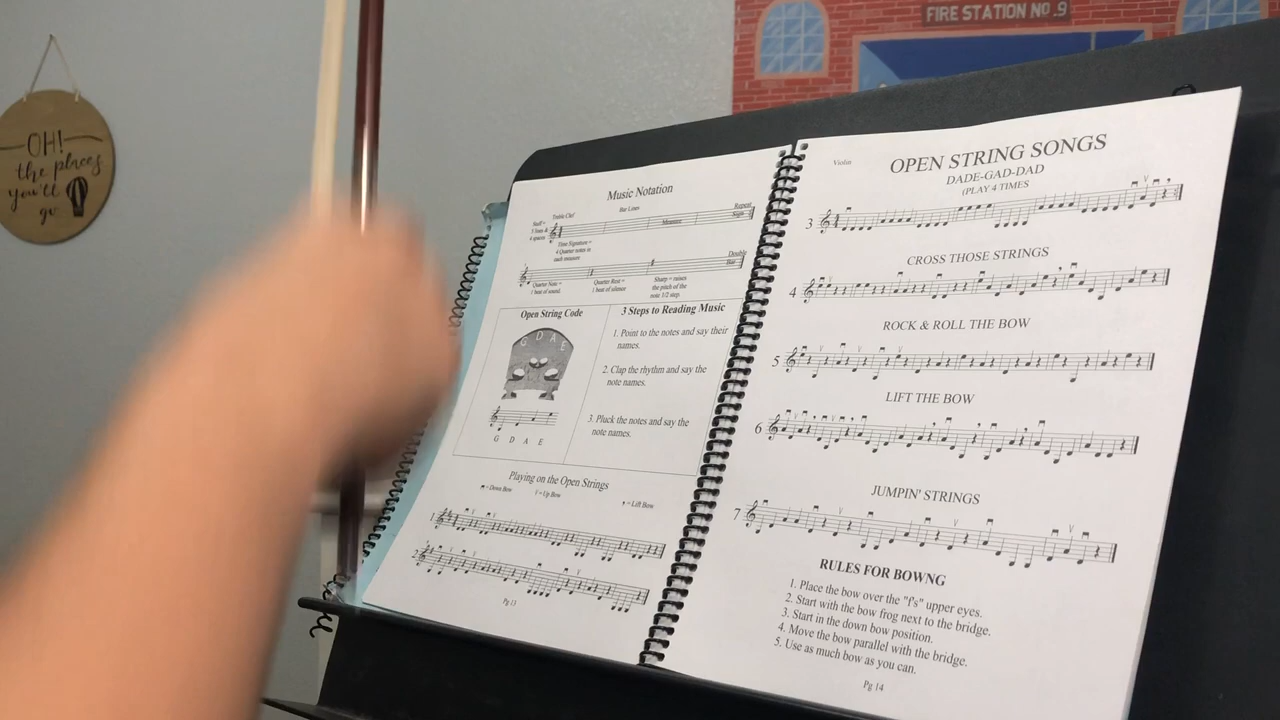 FIRE STATION NO.9
OH!
the places
you'll
go
Music Notation
Treble Clef
Bar Lines
Measures
Repeat
Sign
Staff =
5 lines &
4 spaces
Time Signature =
4 Quarter notes in
each measure
Double
Bar
Quarter Note =
1 beat of sound.
Quarter Rest =
1 beat of silence
Sharp = raises
the pitch of the
note 1/2 step.
Open String Code
G D A E
G D A E
3 Steps to Reading Music
1. Point to the notes and say their
names.
2. Clap the rhythm and say the
note names.
3. Pluck the notes and say the
note names.
Playing on the Open Strings
= Down Bow
V = Up Bow
, = Lift Bow
1
2
Pg 13
Violin
OPEN STRING SONGS
DADE-GAD-DAD
(PLAY 4 TIMES
3
CROSS THOSE STRINGS
4
ROCK & ROLL THE BOW
5
LIFT THE BOW
6
JUMPIN' STRINGS
7
RULES FOR BOWNG
1. Place the bow over the "f's" upper eyes.
2. Start with the bow frog next to the bridge.
3. Start in the down bow position.
4. Move the bow parallel with the bridge.
5. Use as much bow as you can.
Pg 14